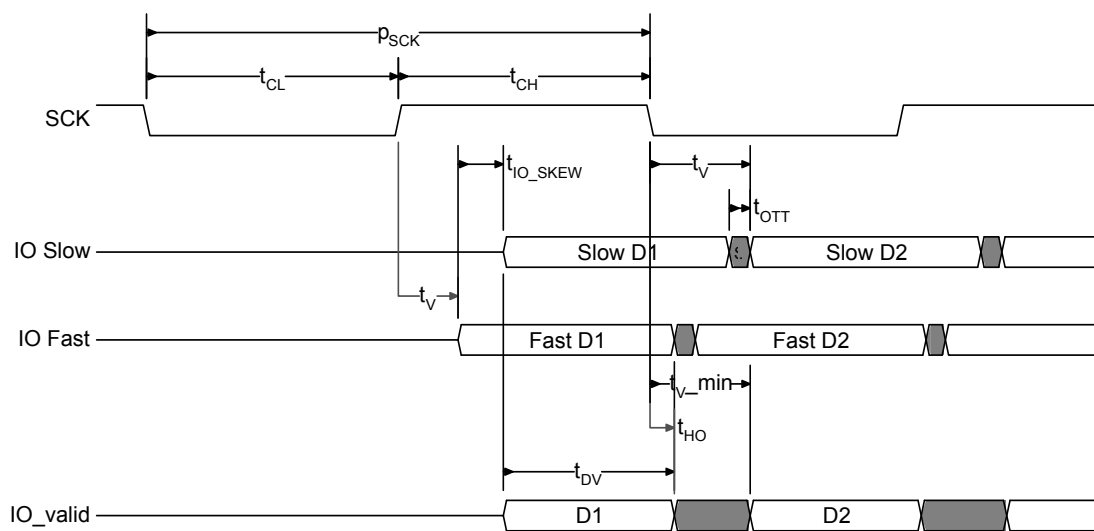 pSCK
tCL tCH
SCK
tIO_SKEW tV
tOTT
IO Slow Slow D1 Slow D2
tV
IO Fast Fast D1 Fast D2
tV_min
tHO
tDV
IO_valid D1 D2